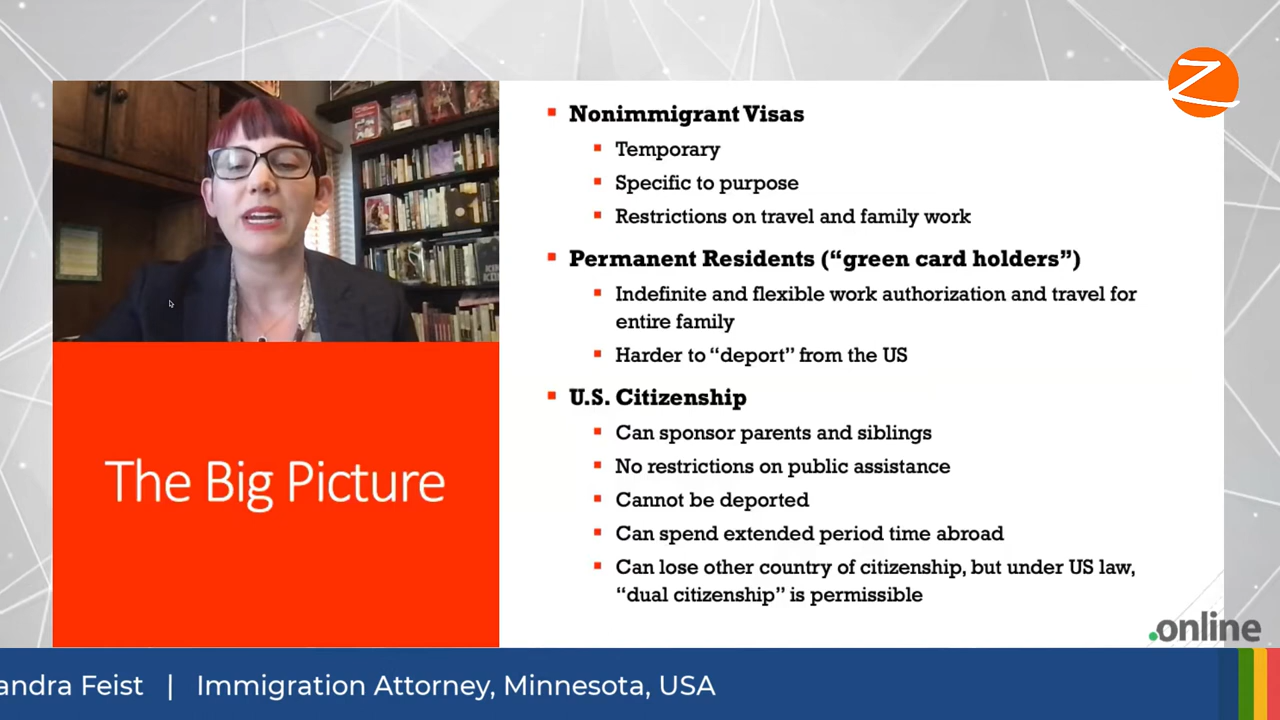 Nonimmigrant Visas
Temporary
Specific to purpose
Restrictions on travel and family work
Permanent Residents (“green card holders”)
Indefinite and flexible work authorization and travel for
entire family
Harder to “deport” from the US
U.S. Citizenship
Can sponsor parents and siblings
No restrictions on public assistance
Cannot be deported
Can spend extended period time abroad
Can lose other country of citizenship, but under US law,
“dual citizenship” is permissible
The Big Picture
.online
andra Feist | Immigration Attorney, Minnesota, USA